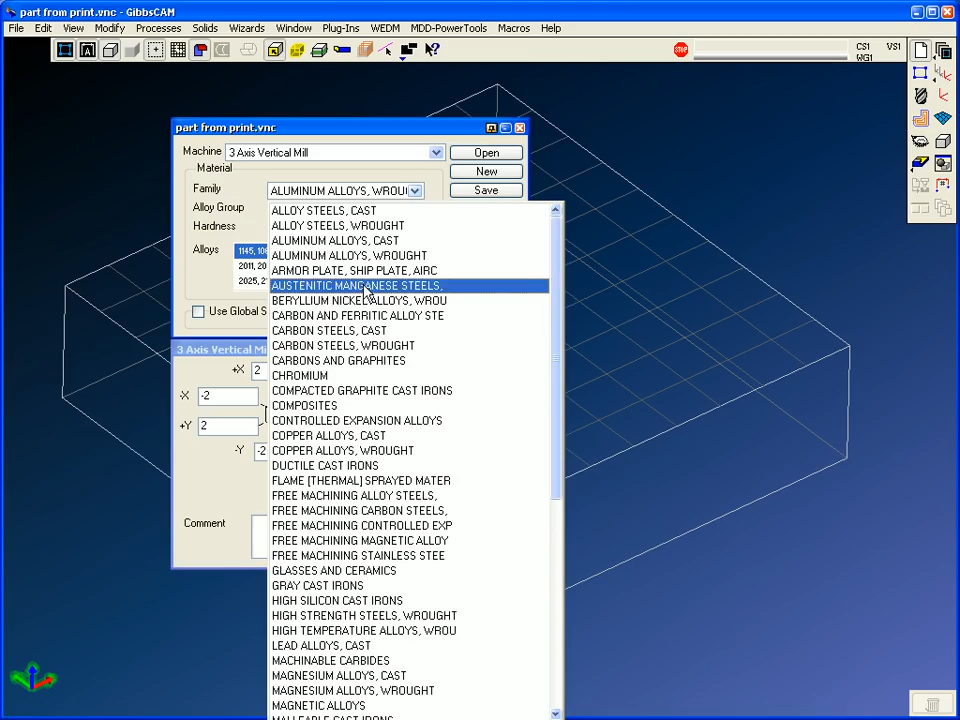 part from print.vnc - GibbsCAM
File Edit View Modify Processes Solids Wizards Window Plug-Ins WEDM MDD-PowerTools Macros Help
STOP
CS1 VS1
WG1
part from print.vnc
Machine 3 Axis Vertical Mill Open
Material New
Family ALUMINUM ALLOYS, WROU Save
Alloy Group
Hardness
Alloys
1145, 10
2011, 20
2025, 21
Use Global S
3 Axis Vertical Mi
+X 2
-X -2
+Y 2
-Y -2
Comment
ALLOY STEELS, CAST
ALLOY STEELS, WROUGHT
ALUMINUM ALLOYS, CAST
ALUMINUM ALLOYS, WROUGHT
ARMOR PLATE, SHIP PLATE, AIRC
AUSTENITIC MANGANESE STEELS,
BERYLLIUM NICKEL ALLOYS, WROU
CARBON AND FERRITIC ALLOY STE
CARBON STEELS, CAST
CARBON STEELS, WROUGHT
CARBONS AND GRAPHITES
CHROMIUM
COMPACTED GRAPHITE CAST IRONS
COMPOSITES
CONTROLLED EXPANSION ALLOYS
COPPER ALLOYS, CAST
COPPER ALLOYS, WROUGHT
DUCTILE CAST IRONS
FLAME [THERMAL] SPRAYED MATER
FREE MACHINING ALLOY STEELS,
FREE MACHINING CARBON STEELS,
FREE MACHINING CONTROLLED EXP
FREE MACHINING MAGNETIC ALLOY
FREE MACHINING STAINLESS STEE
GLASSES AND CERAMICS
GRAY CAST IRONS
HIGH SILICON CAST IRONS
HIGH STRENGTH STEELS, WROUGHT
HIGH TEMPERATURE ALLOYS, WROU
LEAD ALLOYS, CAST
MACHINABLE CARBIDES
MAGNESIUM ALLOYS, CAST
MAGNESIUM ALLOYS, WROUGHT
MAGNETIC ALLOYS
MALLEABLE CAST IRONS